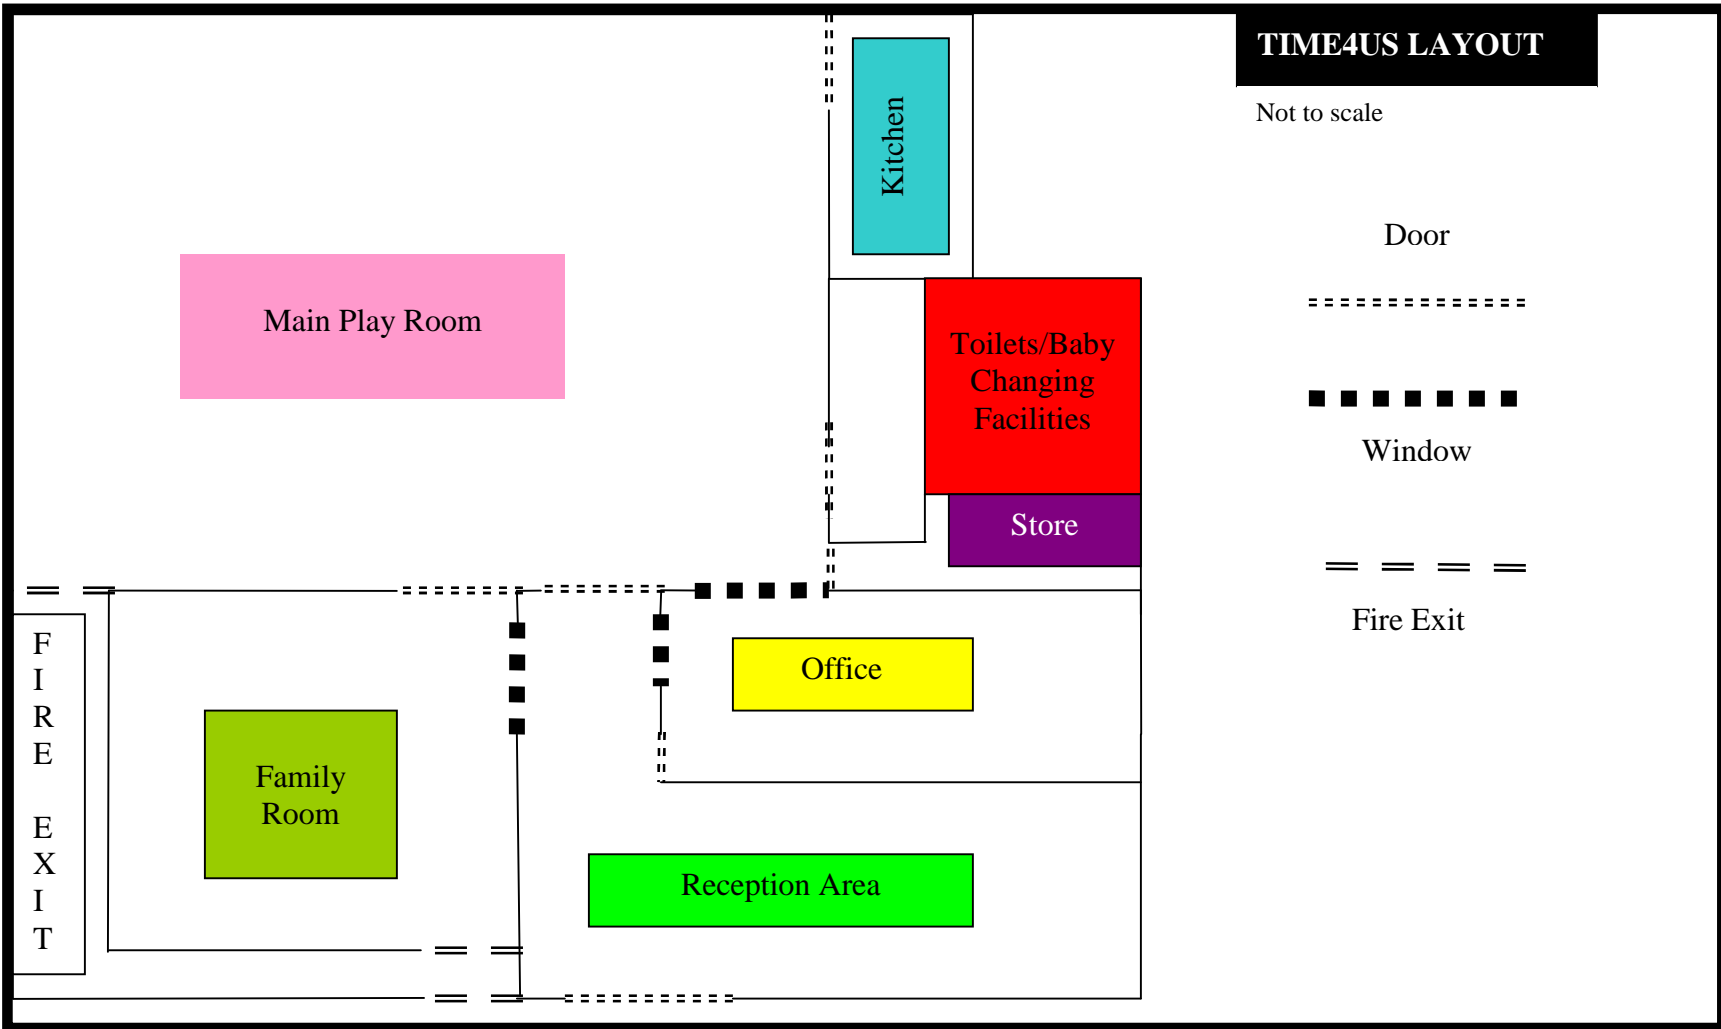 TIME4US LAYOUT
Not to scale
Kitchen
Door
Main Play Room
Toilets/Baby
Changing
Facilities
Window
Store
Fire Exit
F
I
R
E
E
X
I
T
Office
Family
Room
Reception Area